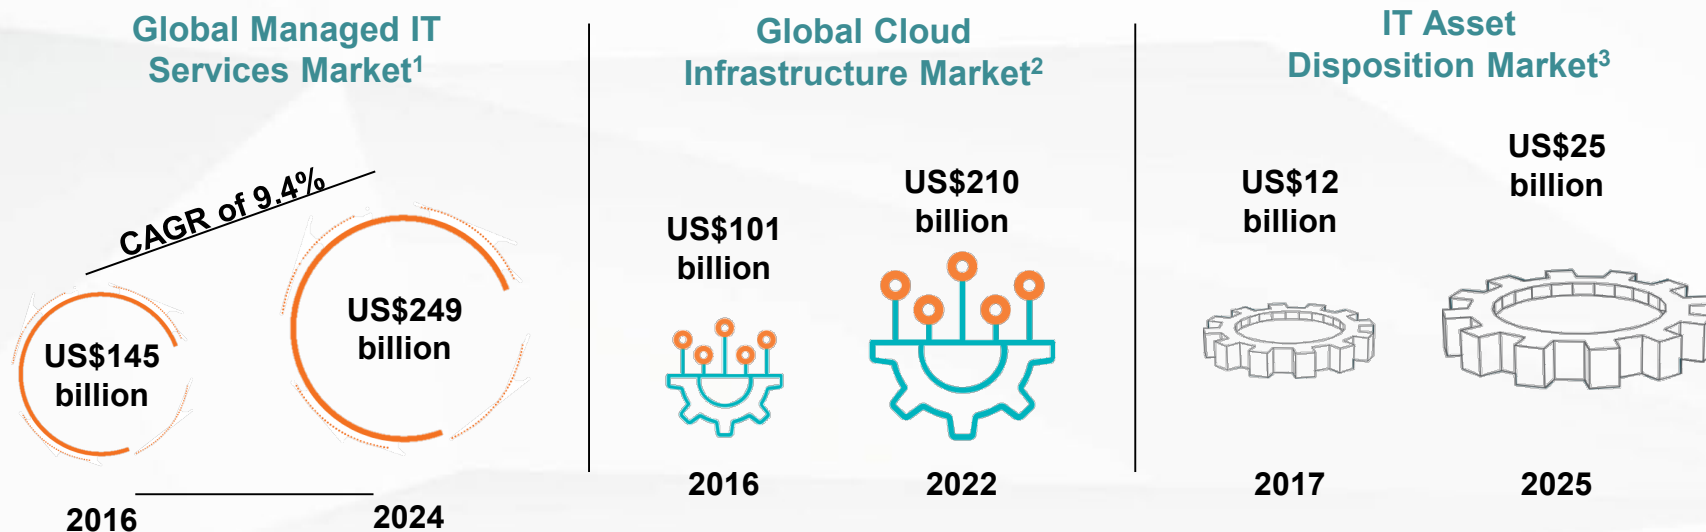 Global Managed IT
Services Market¹
CAGR of 9.4%
US$145
billion
US$249
billion
2016
2024
Global Cloud
Infrastructure Market²
US$101
billion
US$210
billion
2016
2022
IT Asset
Disposition Market³
US$12
billion
US$25
billion
2017
2025